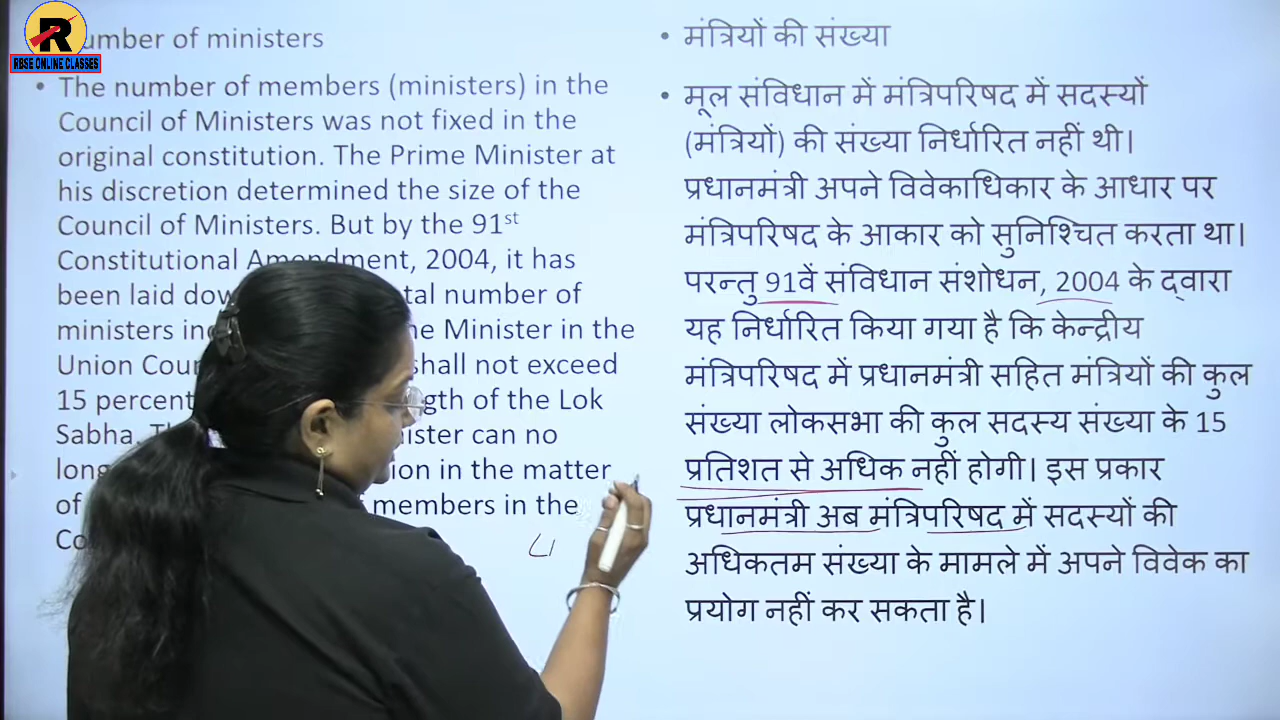 R
RBSE ONLINE CLASSES
umber of ministers
• The number of members (ministers) in the
Council of Ministers was not fixed in the
original constitution. The Prime Minister at
his discretion determined the size of the
Council of Ministers. But by the 91st
Constitutional Amendment, 2004, it has
been laid dow tal number of
ministers in e Minister in the
Union Cou shall not exceed
15 percent gth of the Lok
Sabha. ister can no
long ion in the matter
of members in the
Co
• मंत्रियों की संख्या
• मूल संविधान में मंत्रिपरिषद में सदस्यों
(मंत्रियों) की संख्या निर्धारित नहीं थी।
प्रधानमंत्री अपने विवेकाधिकार के आधार पर
मंत्रिपरिषद के आकार को सुनिश्चित करता था।
परन्तु 91वें संविधान संशोधन, 2004 के द्वारा
यह निर्धारित किया गया है कि केन्द्रीय
मंत्रिपरिषद में प्रधानमंत्री सहित मंत्रियों की कुल
संख्या लोकसभा की कुल सदस्य संख्या के 15
प्रतिशत से अधिक नहीं होगी। इस प्रकार
प्रधानमंत्री अब मंत्रिपरिषद में सदस्यों की
अधिकतम संख्या के मामले में अपने विवेक का
प्रयोग नहीं कर सकता है।